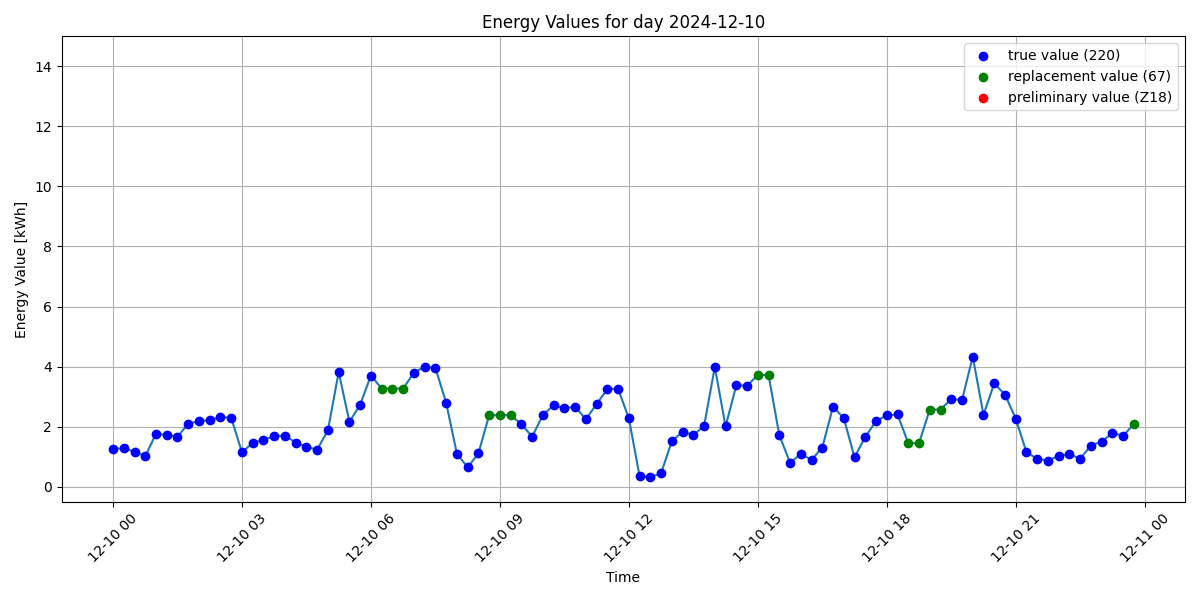 Energy Values for day 2024-12-10
true value (220)
replacement value (67)
preliminary value (Z18)
Energy Value [kWh]
14
12
10
8
6
4
2
0
12-10 00
12-10 03
12-10 06
12-10 09
12-10 12
12-10 15
12-10 18
12-10 21
12-11 00
Time